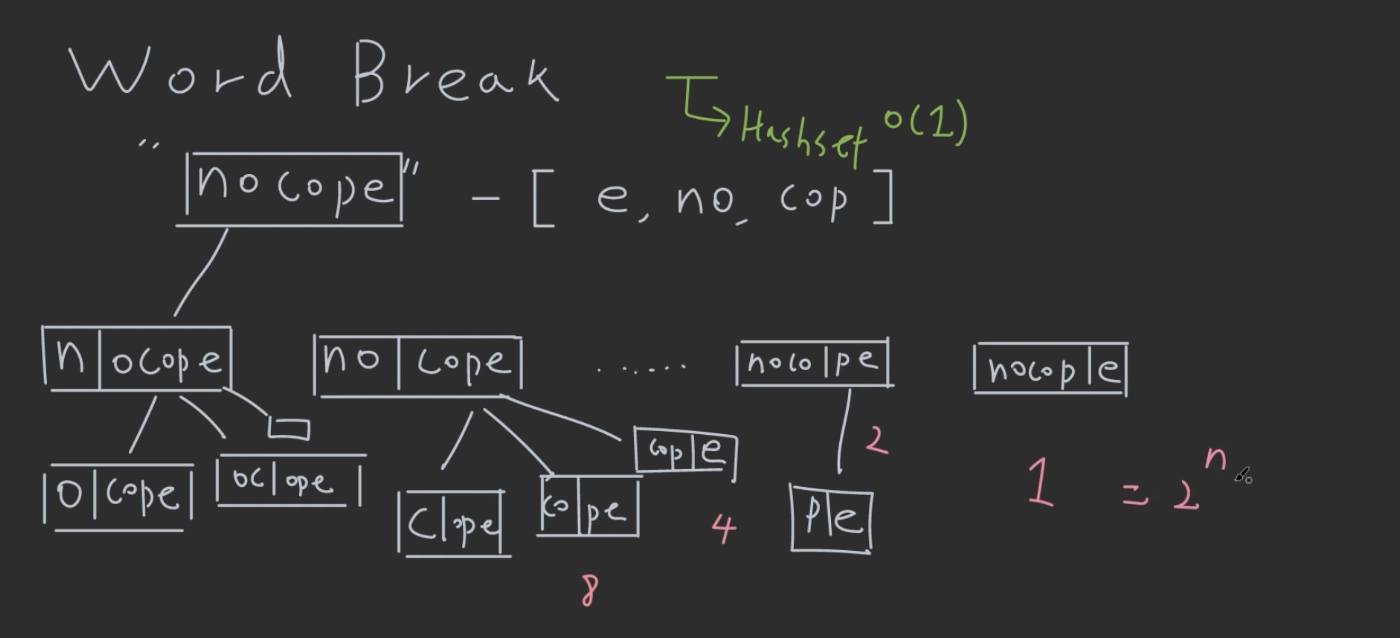 Word Break
Hashset O(1)
"nocope" - [ e, no, cop ]
n|ocope
no|cope
......
noco|pe
nocop|e
o|cope
oc|ope
c|ope
co|pe
cop|e
p|e
8
4
2
1 = 2^n